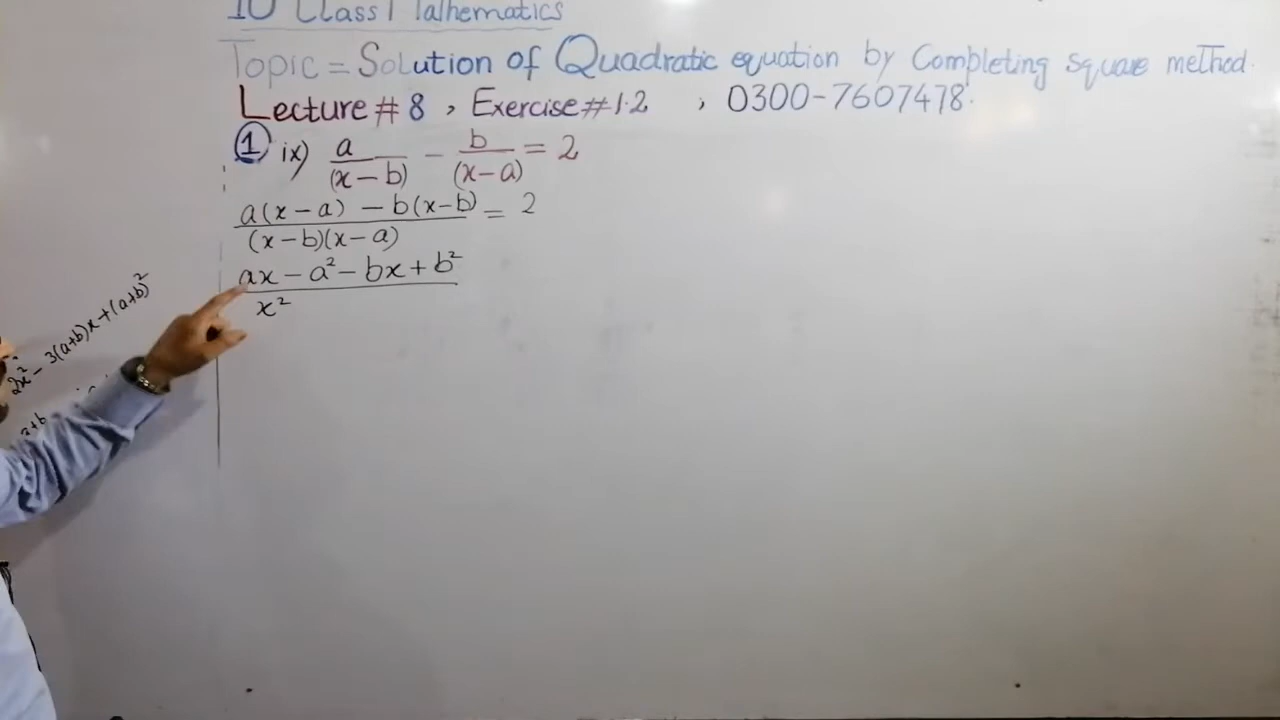 10 Class Mathematics
Topic = Solution of Quadratic equation by Completing square method.
Lecture # 8 , Exercise # 1.2 , 0300-7607478.
1 ix) a/(x-b) - b/(x-a) = 2
a(x-a) - b(x-b)/(x-b)(x-a) = 2
ax - a² - bx + b²
x²
2x² - 3(a+b)x + (a+b)²
a+b